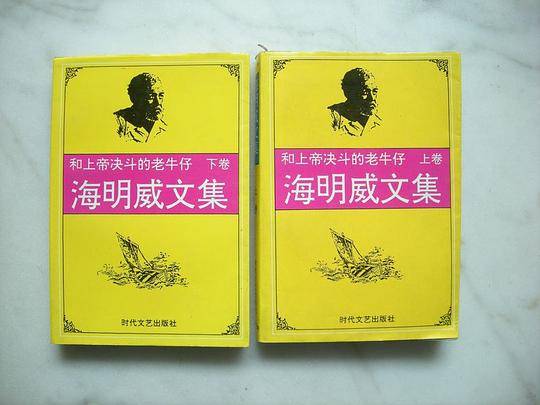 和上帝决斗的老牛仔 下卷
海明威文集
时代文艺出版社
和上帝决斗的老牛仔 上卷
海明威文集
时代文艺出版社